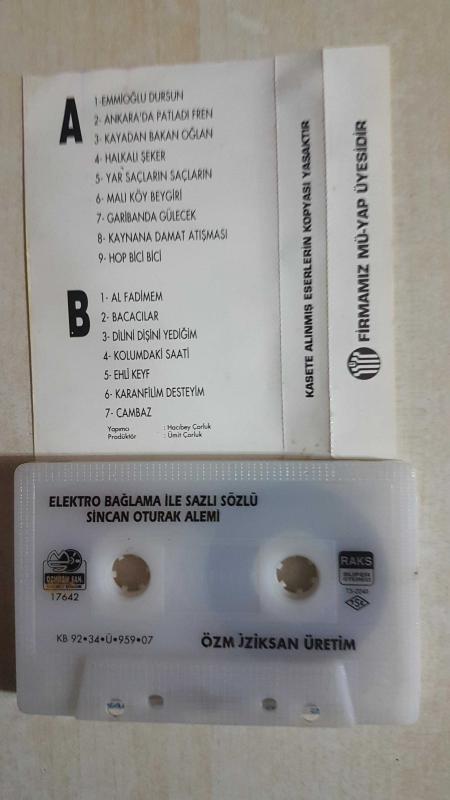 A
1-EMMİOĞLU DURSUN
2- ANKARA'DA PATLADI FREN
3- KAYADAN BAKAN OĞLAN
4- HALKALI ŞEKER
5- YAR SAÇLARIN SAÇLARIN
6- MALI KÖY BEYGİRİ
7- GARİBANDA GÜLECEK
8- KAYNANA DAMAT ATIŞMASI
9- HOP BİCİ BİCİ
B
1- AL FADİMEM
2- BACACILAR
3- DİLİNİ DİŞİNİ YEDİĞİM
4- KOLUMDAKİ SAATİ
5- EHLİ KEYF
6- KARANFİLİM DESTEYİM
7- CAMBAZ
Yapımcı : Hacıbey Çorluk
Prodüktör : Ümit Çorluk
KASETE ALINMIŞ ESERLERİN KOPYASI YASAKTIR
FİRMAMIZ MÜ-YAP ÜYESİDİR
ELEKTRO BAĞLAMA İLE SAZLI SÖZLÜ
SİNCAN OTURAK ALEMİ
17642
RAKS
TSE
KB 92•34•Ü•959•07
ÖZM ÜZİKSAN ÜRETİM